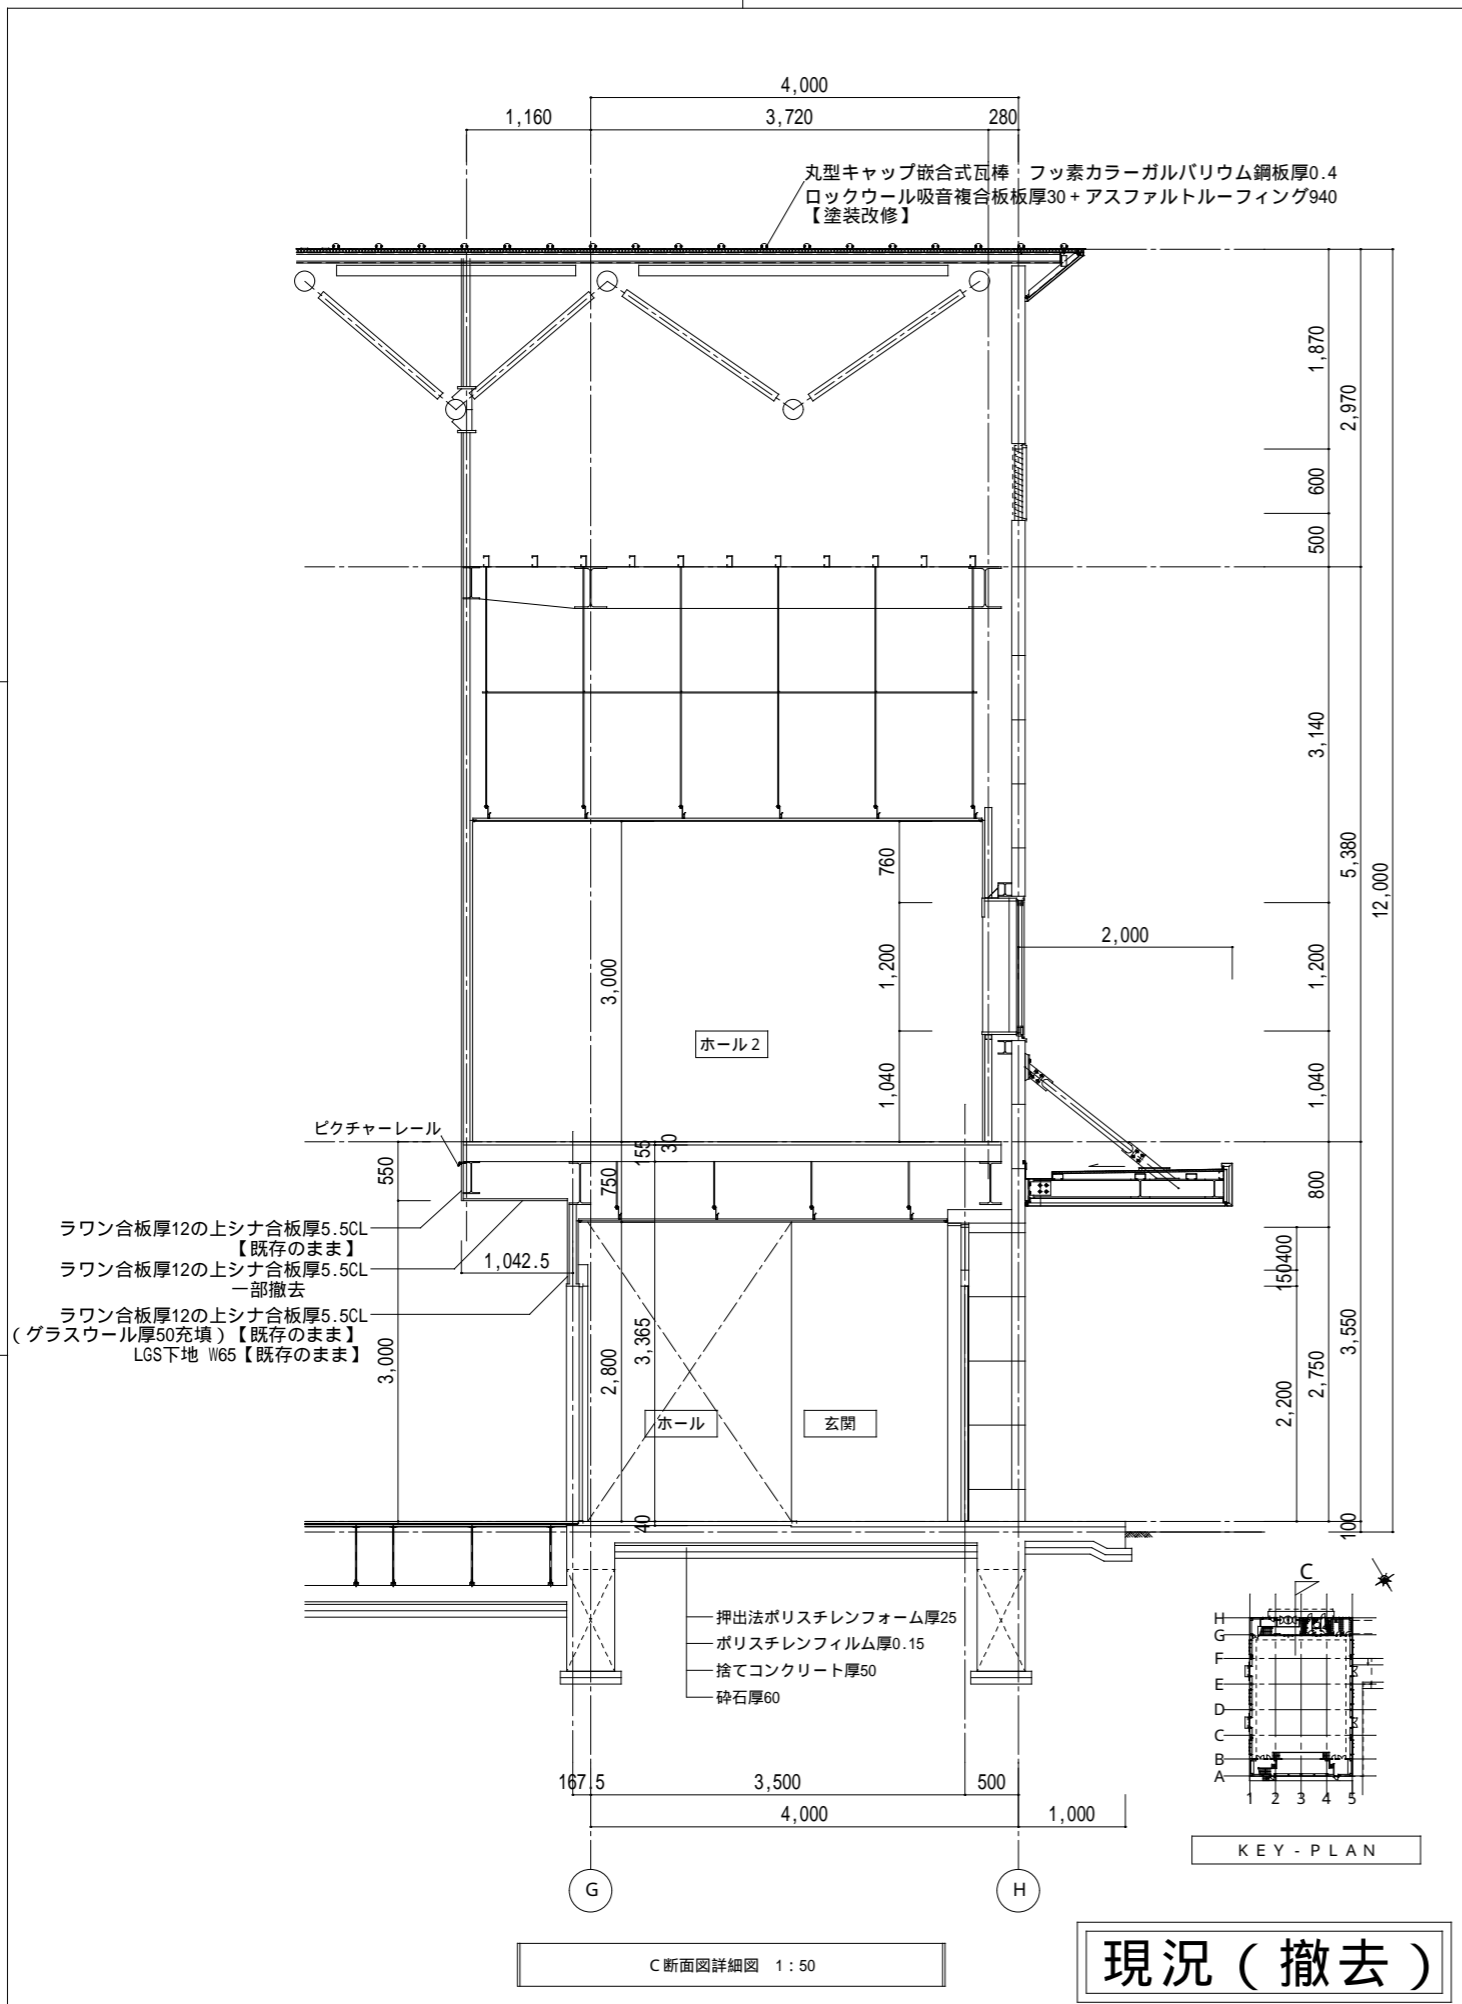 4,000
1,160
3,720
280
丸型キャップ嵌合式瓦棒　フッ素カラーガルバリウム鋼板厚0.4
ロックウール吸音複合板板厚30+アスファルトルーフィング940
【塗装改修】
1,870
2,970
600
500
3,140
5,380
12,000
760
1,200
3,000
1,040
2,000
1,200
1,040
ホール2
ピクチャーレール
550
155
30
750
800
ラワン合板厚12の上シナ合板厚5.5CL
【既存のまま】
1,042.5
ラワン合板厚12の上シナ合板厚5.5CL
一部撤去
ラワン合板厚12の上シナ合板厚5.5CL
(グラスウール厚50充填)【既存のまま】
LGS下地 W65【既存のまま】
3,000
2,800
3,365
150
400
2,200
2,750
3,550
ホール
玄関
40
100
押出法ポリスチレンフォーム厚25
ポリスチレンフィルム厚0.15
捨てコンクリート厚50
砕石厚60
C
H
G
F
E
D
C
B
A
1 2 3 4 5
KEY-PLAN
167.5
3,500
500
4,000
1,000
G
H
C断面図詳細図　1：50
現況（撤去）